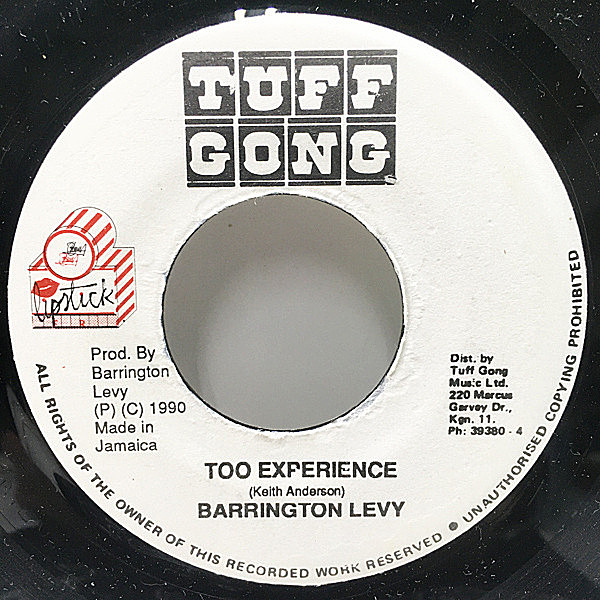 TUFF
GONG
lipstick
Prod. By
Barrington
Levy
(P) (C) 1990
Made in
Jamaica
Dist. by
Tuff Gong
Music Ltd.
220 Marcus
Garvey Dr.,
Kgn. 11.
Ph: 39380 - 4
TOO EXPERIENCE
(Keith Anderson)
BARRINGTON LEVY
ALL RIGHTS OF THE OWNER OF THIS RECORDED WORK RESERVED ● UNAUTHORISED COPYING PROHIBITED